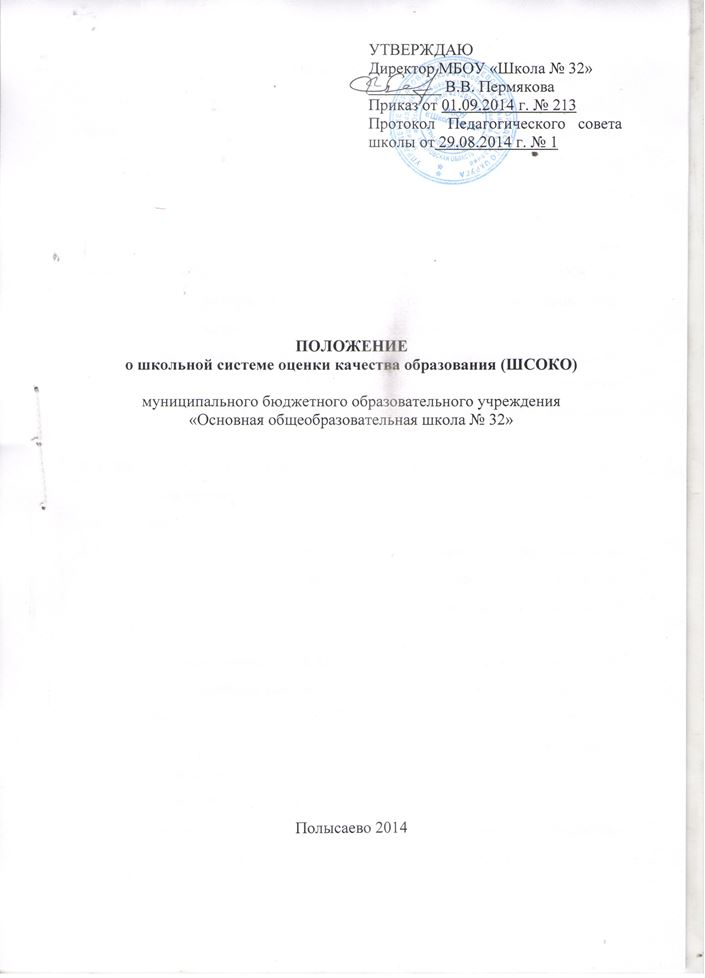 УТВЕРЖДАЮ
Директор МБОУ «Школа № 32»
В.В. Пермякова
Приказ от 01.09.2014 г. № 213
Протокол Педагогического совета
школы от 29.08.2014 г. № 1
ПОЛОЖЕНИЕ
о школьной системе оценки качества образования (ШСОКО)
муниципального бюджетного образовательного учреждения
«Основная общеобразовательная школа № 32»
Полысаево 2014